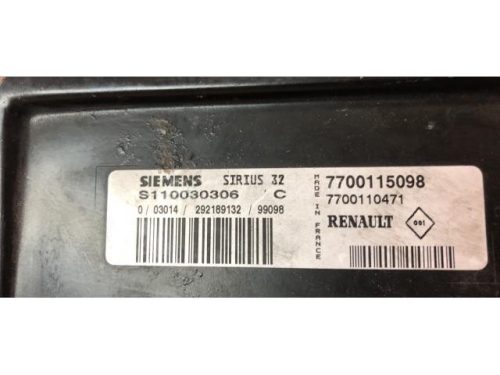 SIEMENS SIRIUS 32
S110030306 C
0 / 03014 / 292189132 / 99098
MADE IN FRANCE
7700115098
7700110471
RENAULT